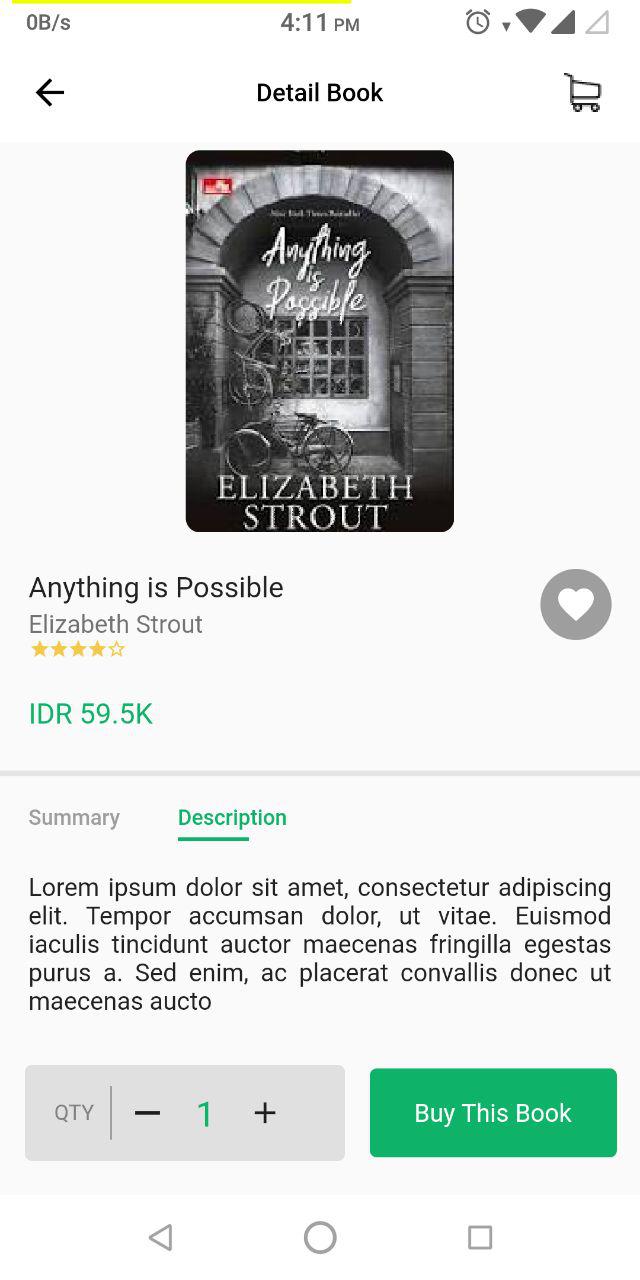 0B/s
4:11 PM
Detail Book
New York Times Bestseller
Anything
is
Possible
ELIZABETH
STROUT
Anything is Possible
Elizabeth Strout
IDR 59.5K
Summary
Description
Lorem ipsum dolor sit amet, consectetur adipiscing
elit. Tempor accumsan dolor, ut vitae. Euismod
iaculis tincidunt auctor maecenas fringilla egestas
purus a. Sed enim, ac placerat convallis donec ut
maecenas aucto
QTY
1
Buy This Book